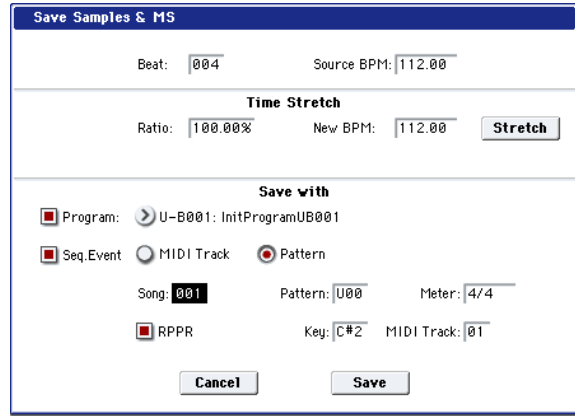 Save Samples & MS
Beat: 004 Source BPM: 112.00
Time Stretch
Ratio: 100.00% New BPM: 112.00 Stretch
Save with
Program: U-B001: InitProgramUB001
Seq.Event MIDI Track Pattern
Song: 001 Pattern: U00 Meter: 4/4
RPPR Key: C#2 MIDI Track: 01
Cancel Save